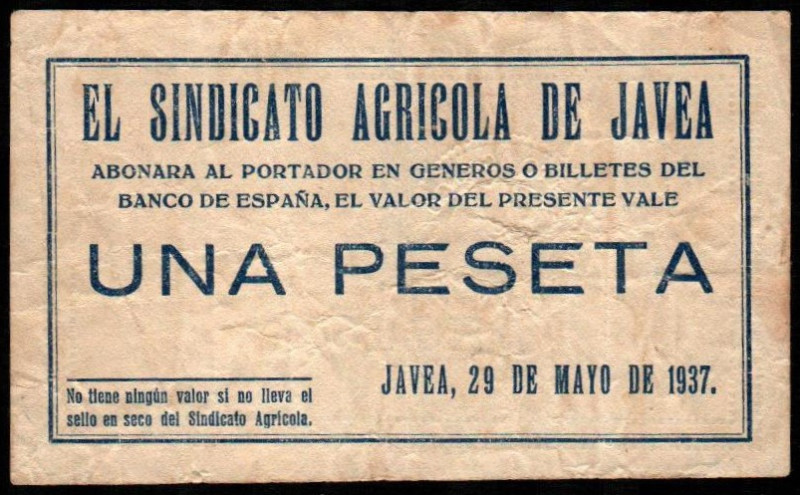 EL SINDICATO AGRICOLA DE JAVEA
ABONARA AL PORTADOR EN GENEROS O BILLETES DEL
BANCO DE ESPAÑA, EL VALOR DEL PRESENTE VALE
UNA PESETA
JAVEA, 29 DE MAYO DE 1937.
No tiene ningún valor si no lleva el
sello en seco del Sindicato Agrícola.